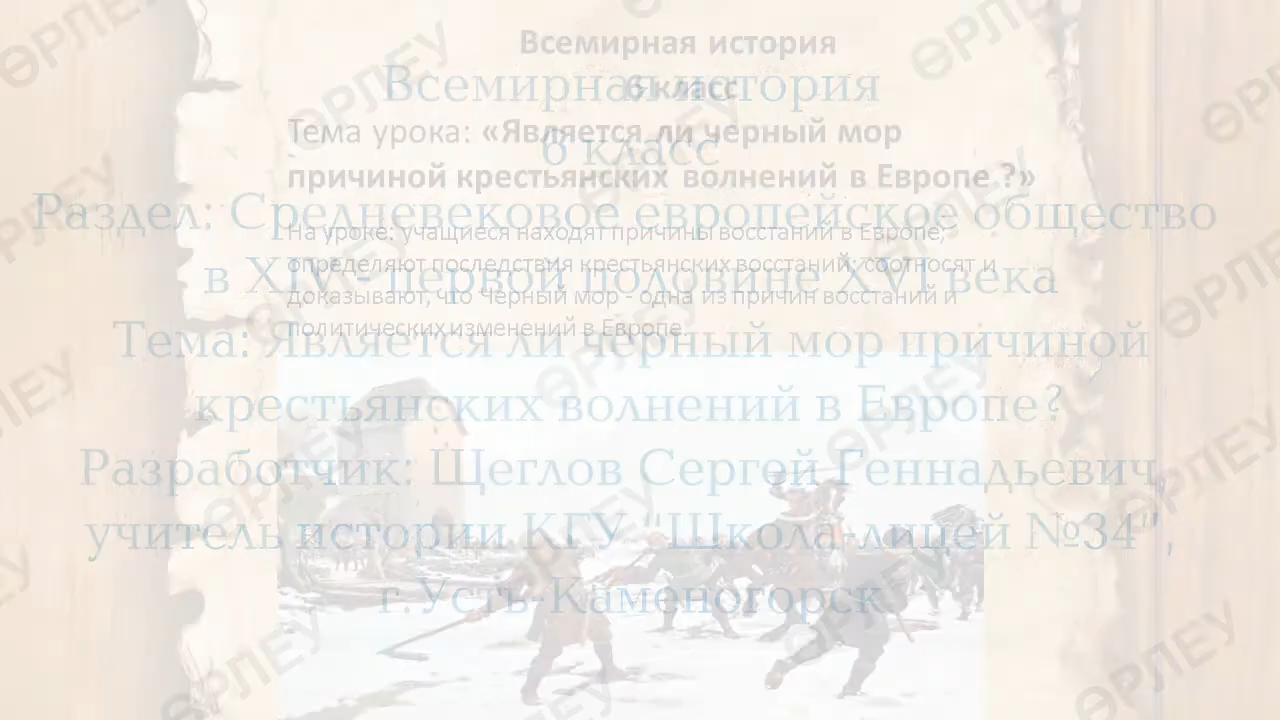 Всемирная история
6 класс
Тема урока: «Является ли черный мор
причиной крестьянских волнений в Европе ?»
На уроке: учащиеся находят причины восстаний в Европе;
определяют последствия крестьянских восстаний; соотносят и
доказывают, что Черный мор - одна из причин восстаний и
политических изменений в Европе.
Всемирная история
6 класс
Раздел: Средневековое европейское общество
в XIV - первой половине XVI века
Тема: Является ли черный мор причиной
крестьянских волнений в Европе?
Разработчик: Щеглов Сергей Геннадьевич,
учитель истории КГУ "Школа-лицей №34",
г.Усть-Каменогорск
ӨРЛЕУ